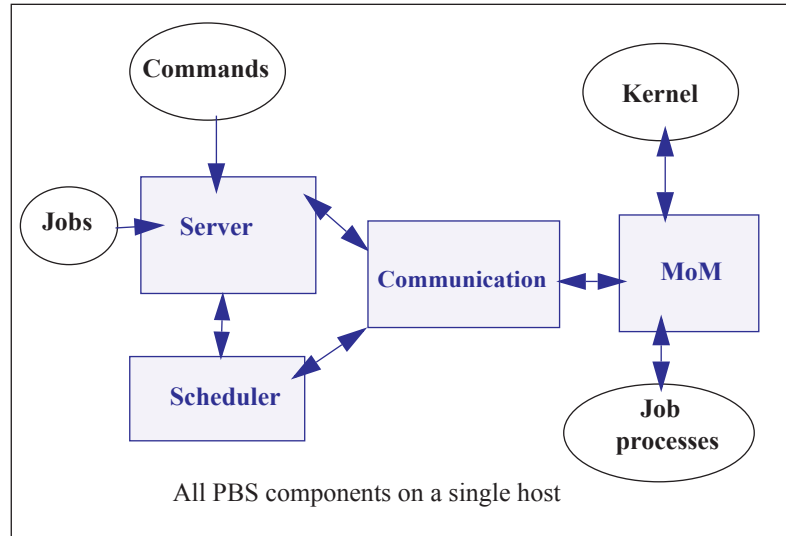 Commands
Kernel
Jobs
Server
Communication
MoM
Scheduler
Job
processes
All PBS components on a single host